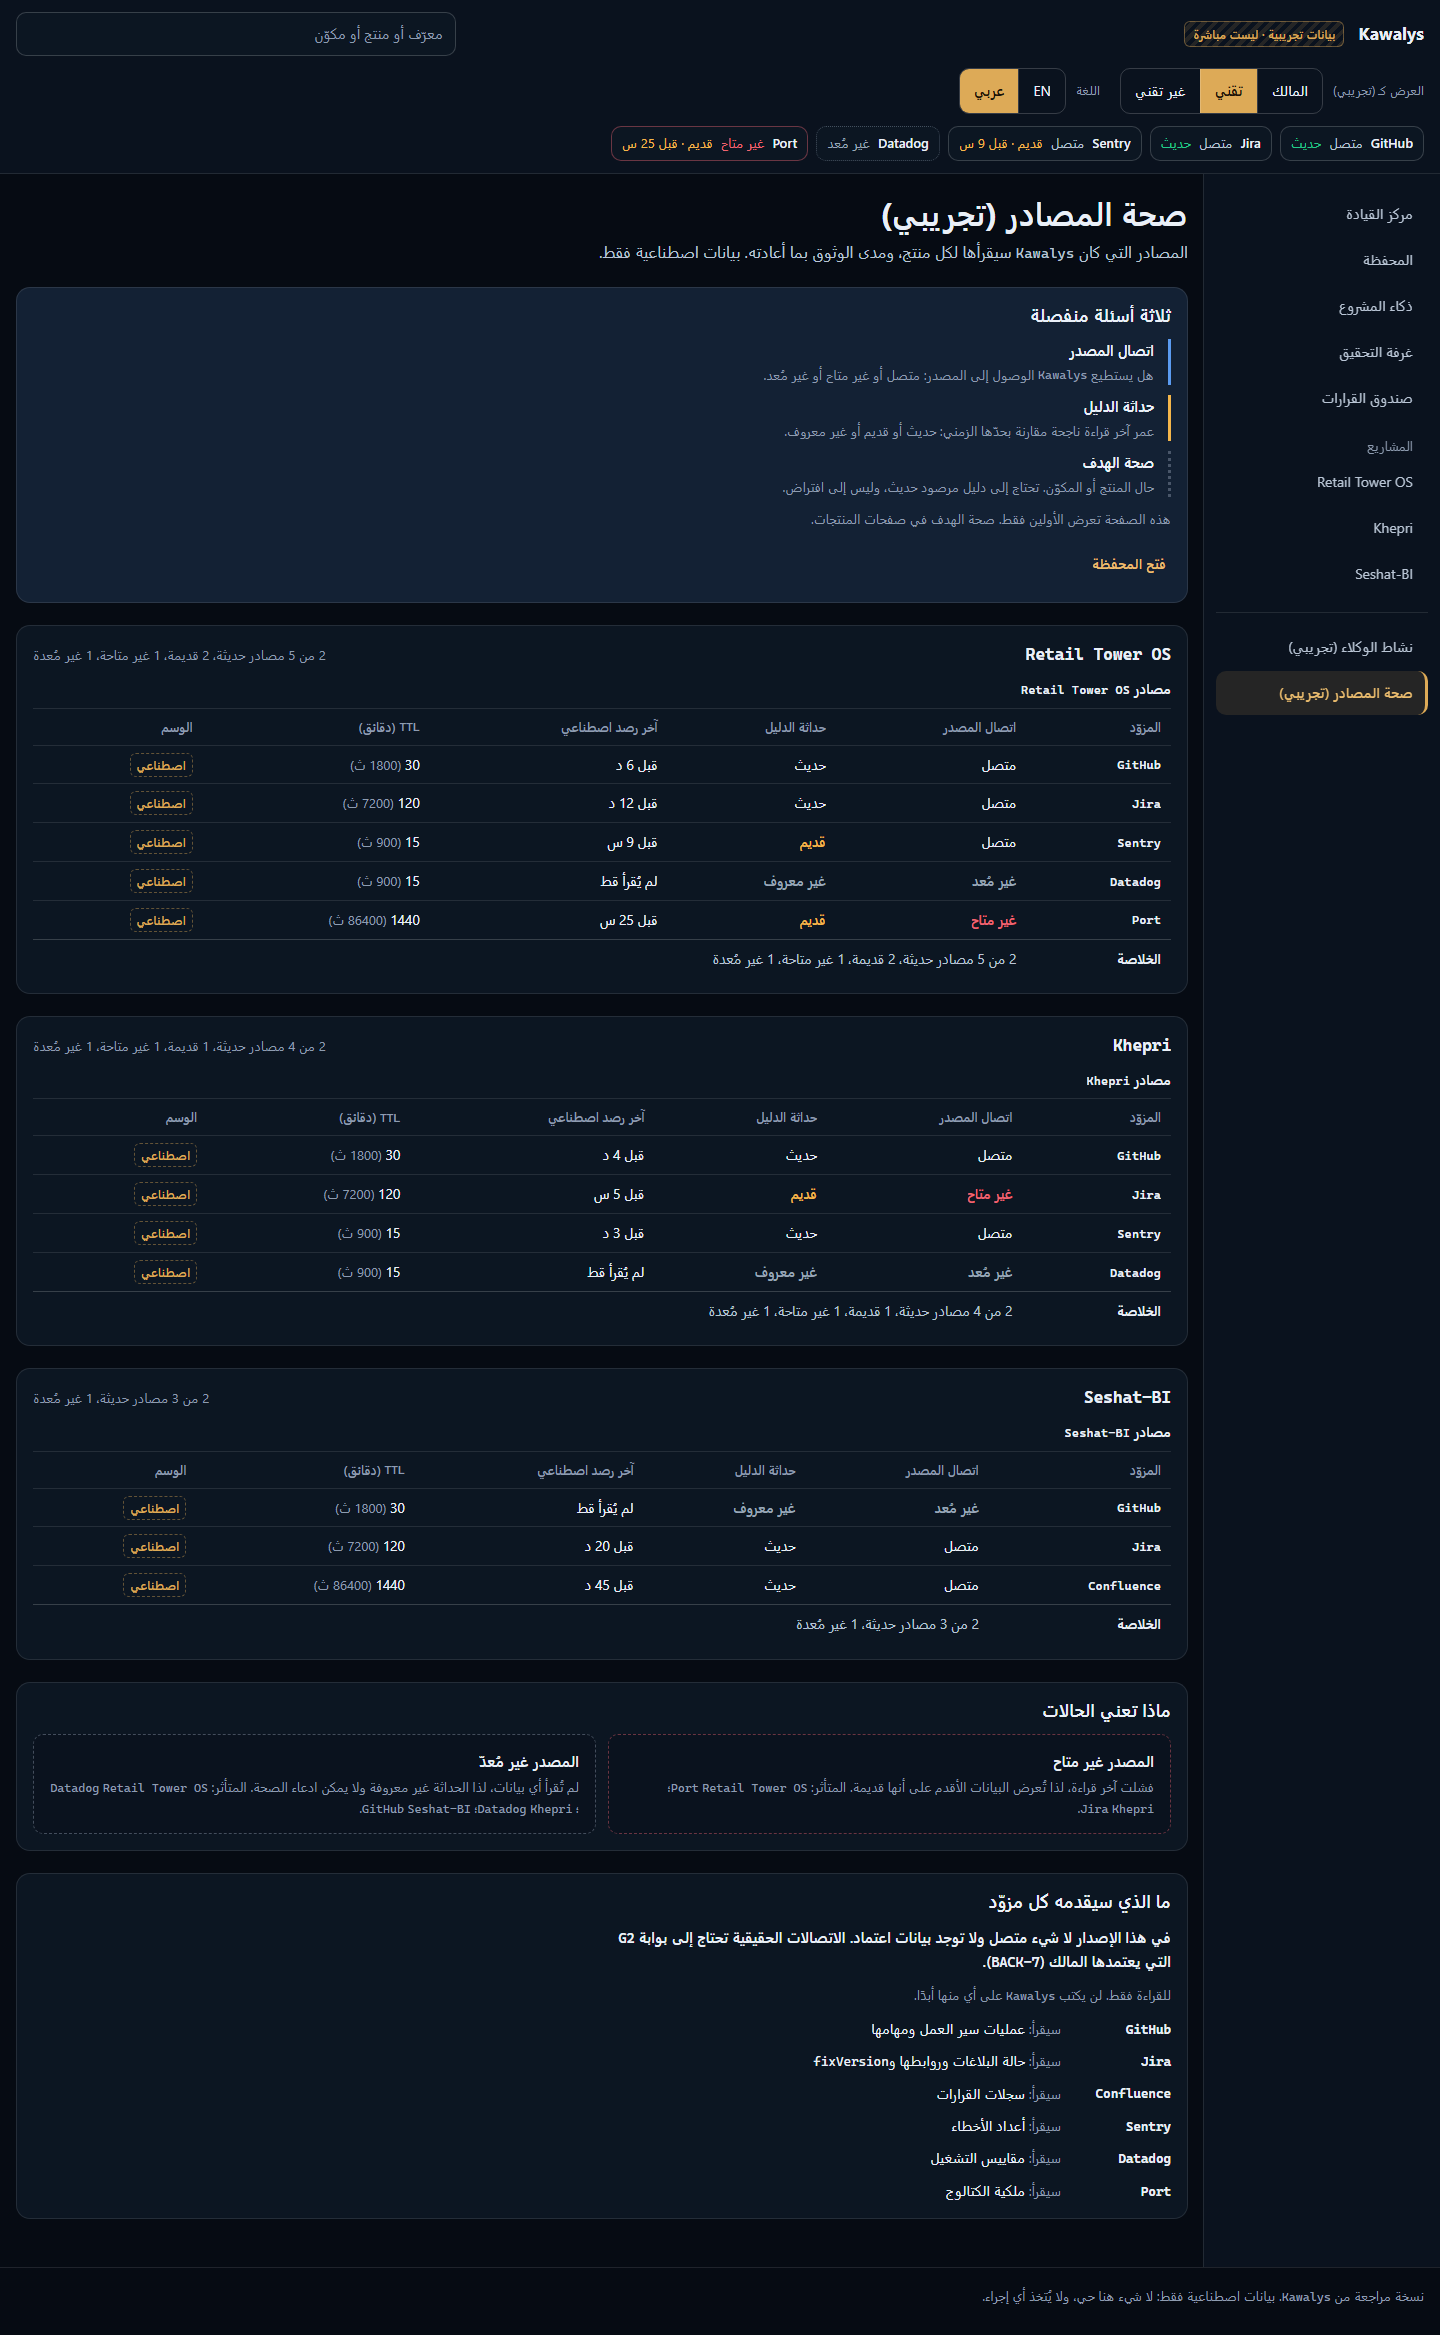 Kawalys
بيانات تجريبية · ليست مباشرة
معرّف أو منتج أو مكوّن
العرض كـ (تجريبي)
المالك
تقني
غير تقني
اللغة
EN
عربي
GitHub متصل حديث
Jira متصل حديث
Sentry متصل قديم · قبل 9 س
Datadog غير مُعد
Port غير متاح قديم · قبل 25 س
مركز القيادة
المحفظة
ذكاء المشروع
غرفة التحقيق
صندوق القرارات
المشاريع
Retail Tower OS
Khepri
Seshat-BI
نشاط الوكلاء (تجريبي)
صحة المصادر (تجريبي)
صحة المصادر (تجريبي)
المصادر التي كان Kawalys سيقرأها لكل منتج، ومدى الوثوق بما أعادته. بيانات اصطناعية فقط.
ثلاثة أسئلة منفصلة
اتصال المصدر
هل يستطيع Kawalys الوصول إلى المصدر: متصل أو غير متاح أو غير مُعد.
حداثة الدليل
عمر آخر قراءة ناجحة مقارنة بحدّها الزمني: حديث أو قديم أو غير معروف.
صحة الهدف
حال المنتج أو المكوّن. تحتاج إلى دليل مرصود حديث، وليس إلى افتراض.
هذه الصفحة تعرض الأولين فقط. صحة الهدف في صفحات المنتجات.
فتح المحفظة
Retail Tower OS
2 من 5 مصادر حديثة، 2 قديمة، 1 غير متاحة، 1 غير مُعدة
مصادر Retail Tower OS
المزوّد اتصال المصدر حداثة الدليل آخر رصد اصطناعي TTL (دقائق) الوسم
GitHub متصل حديث قبل 6 د 30 (1800 ث) اصطناعي
Jira متصل حديث قبل 12 د 120 (7200 ث) اصطناعي
Sentry متصل قديم قبل 9 س 15 (900 ث) اصطناعي
Datadog غير مُعد غير معروف لم يُقرأ قط 15 (900 ث) اصطناعي
Port غير متاح قديم قبل 25 س 1440 (86400 ث) اصطناعي
الخلاصة 2 من 5 مصادر حديثة، 2 قديمة، 1 غير متاحة، 1 غير مُعدة
Khepri
2 من 4 مصادر حديثة، 1 قديمة، 1 غير متاحة، 1 غير مُعدة
مصادر Khepri
المزوّد اتصال المصدر حداثة الدليل آخر رصد اصطناعي TTL (دقائق) الوسم
GitHub متصل حديث قبل 4 د 30 (1800 ث) اصطناعي
Jira غير متاح قديم قبل 5 س 120 (7200 ث) اصطناعي
Sentry متصل حديث قبل 3 د 15 (900 ث) اصطناعي
Datadog غير مُعد غير معروف لم يُقرأ قط 15 (900 ث) اصطناعي
الخلاصة 2 من 4 مصادر حديثة، 1 قديمة، 1 غير متاحة، 1 غير مُعدة
Seshat-BI
2 من 3 مصادر حديثة، 1 غير مُعدة
مصادر Seshat-BI
المزوّد اتصال المصدر حداثة الدليل آخر رصد اصطناعي TTL (دقائق) الوسم
GitHub غير مُعد غير معروف لم يُقرأ قط 30 (1800 ث) اصطناعي
Jira متصل حديث قبل 20 د 120 (7200 ث) اصطناعي
Confluence متصل حديث قبل 45 د 1440 (86400 ث) اصطناعي
الخلاصة 2 من 3 مصادر حديثة، 1 غير مُعدة
ماذا تعني الحالات
المصدر غير متاح
فشلت آخر قراءة، لذا تُعرض البيانات الأقدم على أنها قديمة. المتأثر: Port Retail Tower OS؛
Jira Khepri.
المصدر غير مُعدّ
لم تُقرأ أي بيانات، لذا الحداثة غير معروفة ولا يمكن ادعاء الصحة. المتأثر: Datadog Retail Tower OS
؛ Datadog Khepri؛ GitHub Seshat-BI.
ما الذي سيقدمه كل مزوّد
في هذا الإصدار لا شيء متصل ولا توجد بيانات اعتماد. الاتصالات الحقيقية تحتاج إلى بوابة G2
التي يعتمدها المالك (BACK-7).
للقراءة فقط. لن يكتب Kawalys على أي منها أبدًا.
GitHub سيقرأ: عمليات سير العمل ومهامها
Jira سيقرأ: حالة البلاغات وروابطها وfixVersion
Confluence سيقرأ: سجلات القرارات
Sentry سيقرأ: أعداد الأخطاء
Datadog سيقرأ: مقاييس التشغيل
Port سيقرأ: ملكية الكتالوج
نسخة مراجعة من Kawalys. بيانات اصطناعية فقط؛ لا شيء هنا حي، ولا يُتخذ أي إجراء.